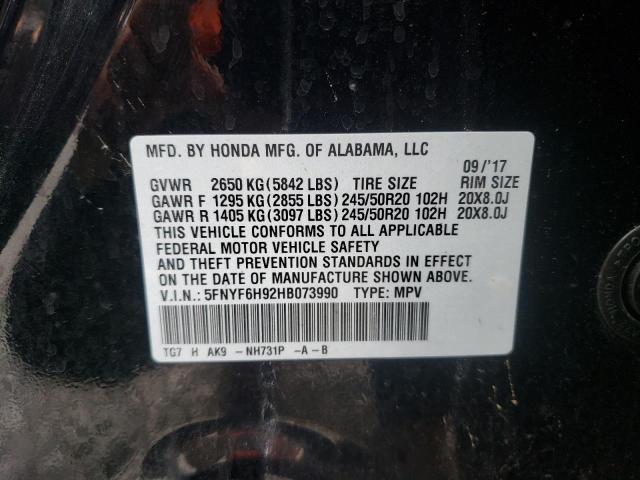 MFD. BY HONDA MFG. OF ALABAMA, LLC
09/'17
GVWR 2650 KG(5842 LBS) TIRE SIZE RIM SIZE
GAWR F 1295 KG(2855 LBS)245/50R20 102H 20X8.0J
GAWR R 1405 KG(3097 LBS)245/50R20 102H 20X8.0J
THIS VEHICLE CONFORMS TO ALL APPLICABLE
FEDERAL MOTOR VEHICLE SAFETY
AND THEFT PREVENTION STANDARDS IN EFFECT
ON THE DATE OF MANUFACTURE SHOWN ABOVE.
V.I.N.: 5FNYF6H92HB073990 TYPE: MPV
TG7 H AK9 -NH731P -A-B